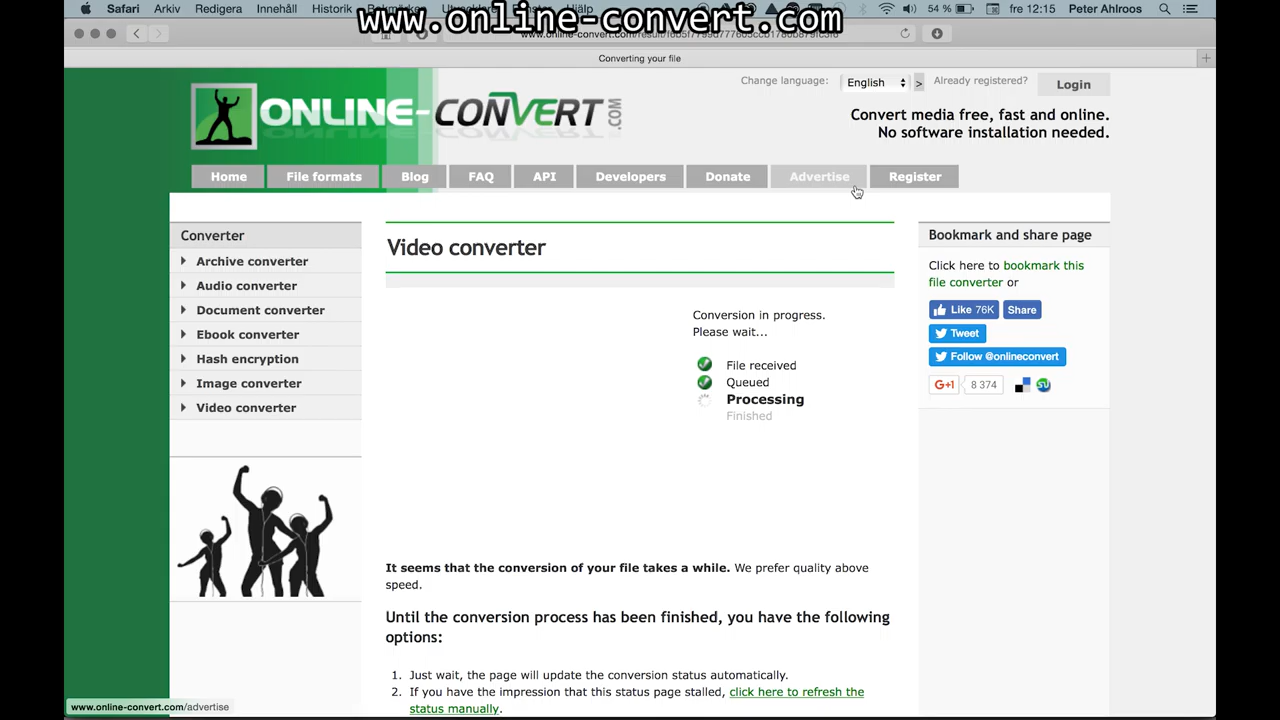 www.online-convert.com
Safari Arkiv Redigera Innehåll Historik Hjälp 54 % fre 12:15 Peter Ahlroos
Converting your file
ONLINE-CONVERT.COM
Change language: English > Already registered? Login
Convert media free, fast and online.
No software installation needed.
Home File formats Blog FAQ API Developers Donate Advertise Register
Converter
Archive converter
Audio converter
Document converter
Ebook converter
Hash encryption
Image converter
Video converter
Video converter
Conversion in progress.
Please wait...
File received
Queued
Processing
Finished
It seems that the conversion of your file takes a while. We prefer quality above
speed.
Until the conversion process has been finished, you have the following
options:
1. Just wait, the page will update the conversion status automatically.
2. If you have the impression that this status page stalled, click here to refresh the
status manually.
Bookmark and share page
Click here to bookmark this
file converter or
Like 76K Share
Tweet
Follow @onlineconvert
G+1 8 374
www.online-convert.com/advertise